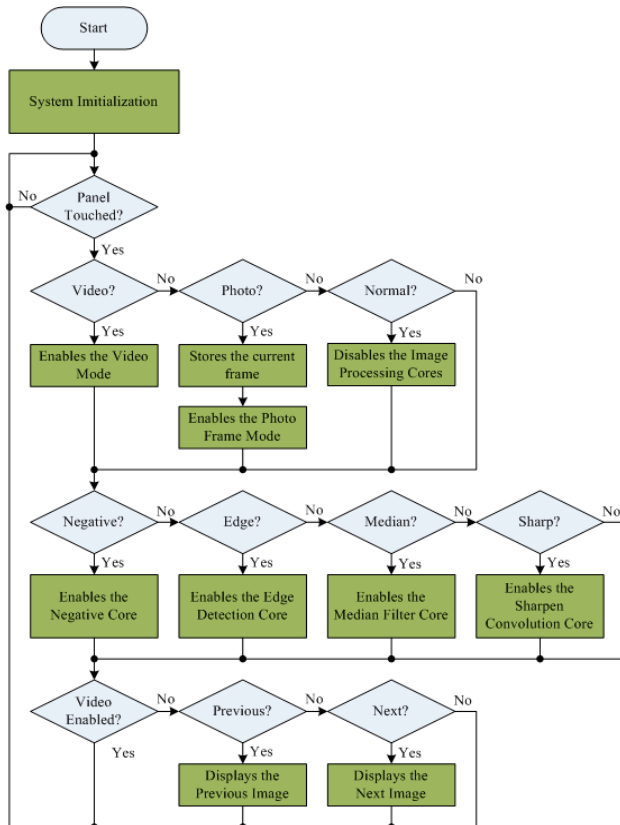 Start
System Imitialization
No
Panel
Touched?
Yes
Video?
No
Photo?
No
Normal?
No
Yes
Yes
Yes
Enables the Video
Mode
Stores the current
frame
Disables the Image
Processing Cores
Enables the Photo
Frame Mode
Negative?
No
Edge?
No
Median?
No
Sharp?
No
Yes
Yes
Yes
Yes
Enables the
Negative Core
Enables the Edge
Detection Core
Enables the
Median Filter Core
Enables the
Sharpen
Convolution Core
Video
Enabled?
No
Previous?
No
Next?
No
Yes
Yes
Yes
Displays the
Previous Image
Displays the
Next Image